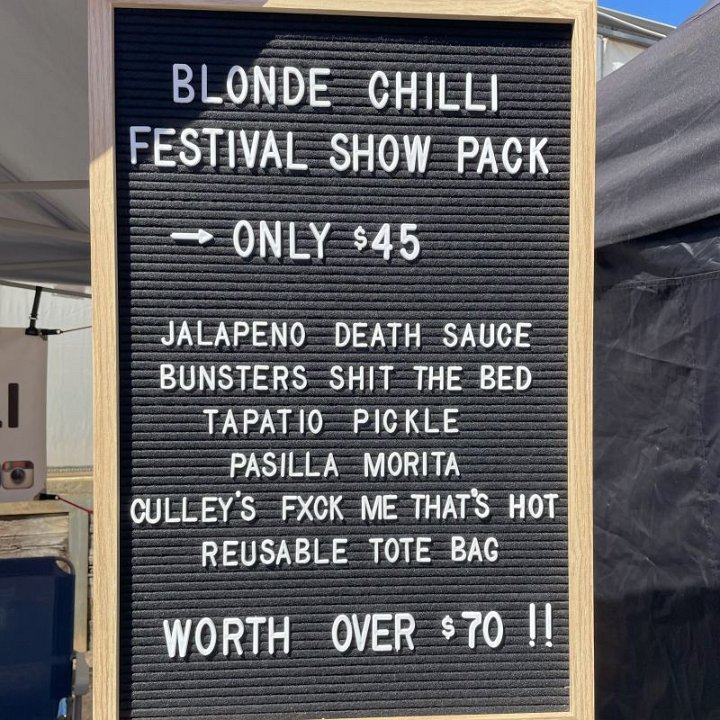 BLONDE CHILLI
FESTIVAL SHOW PACK
→ ONLY $45
JALAPENO DEATH SAUCE
BUNSTERS SHIT THE BED
TAPATIO PICKLE
PASILLA MORITA
CULLEY'S FXCK ME THAT'S HOT
REUSABLE TOTE BAG
WORTH OVER $70 !!